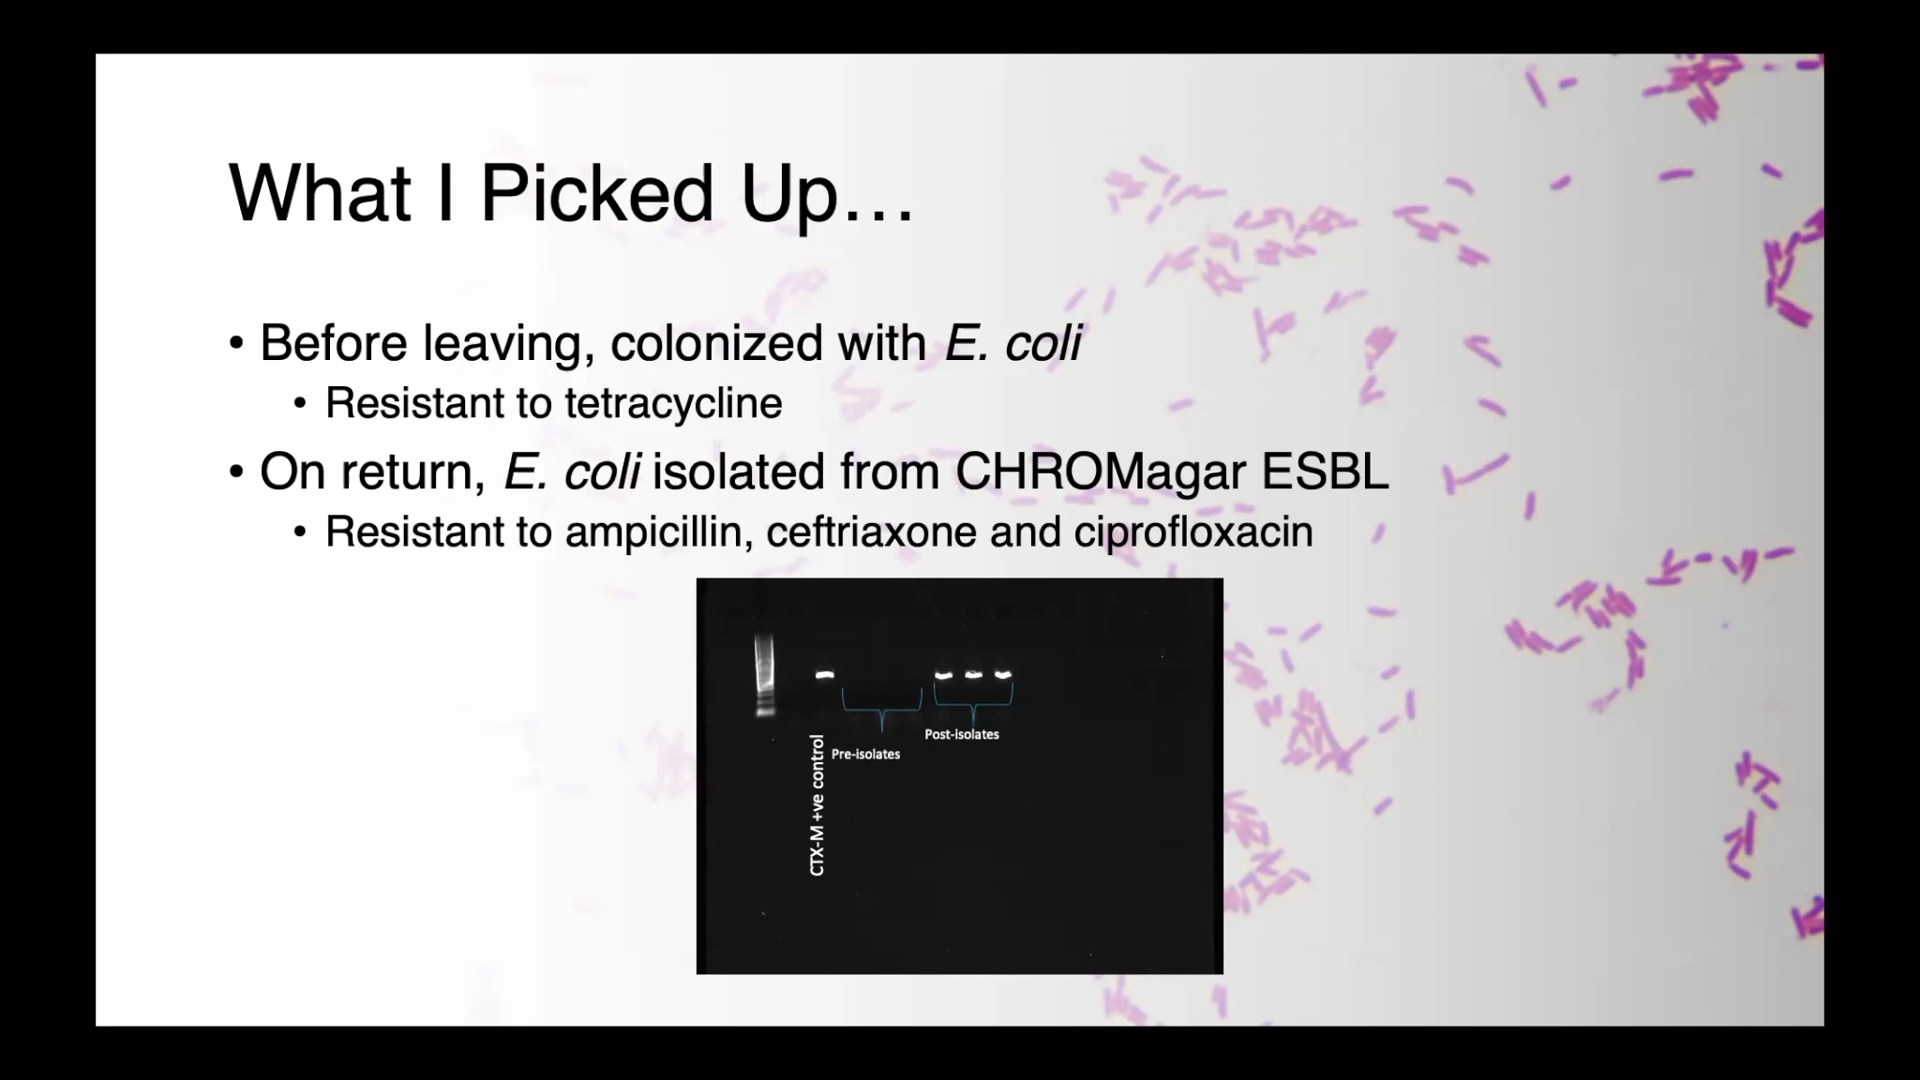 What I Picked Up…
• Before leaving, colonized with E. coli
• Resistant to tetracycline
• On return, E. coli isolated from CHROMagar ESBL
• Resistant to ampicillin, ceftriaxone and ciprofloxacin
CTX-M +ve control
Pre-isolates
Post-isolates